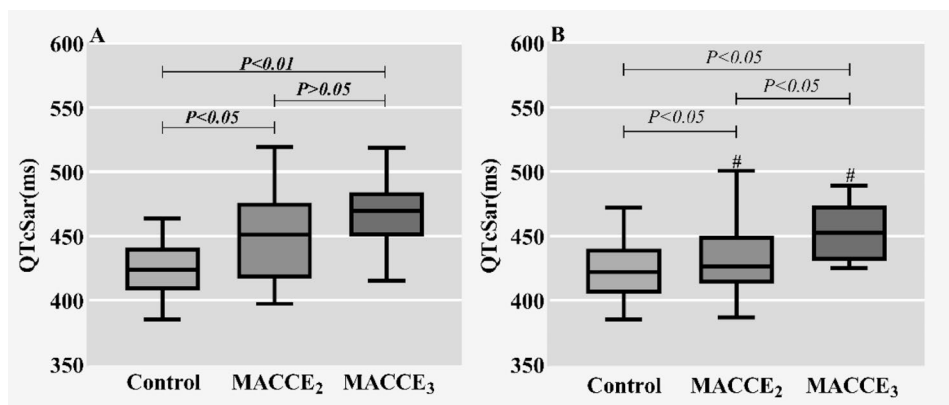 A
600
550
500
450
400
350
QTcSar(ms)
P<0.01
P>0.05
P<0.05
Control MACCE₂ MACCE₃
B
600
550
500
450
400
350
QTcSar(ms)
P<0.05
P<0.05
P<0.05
#
#
Control MACCE₂ MACCE₃